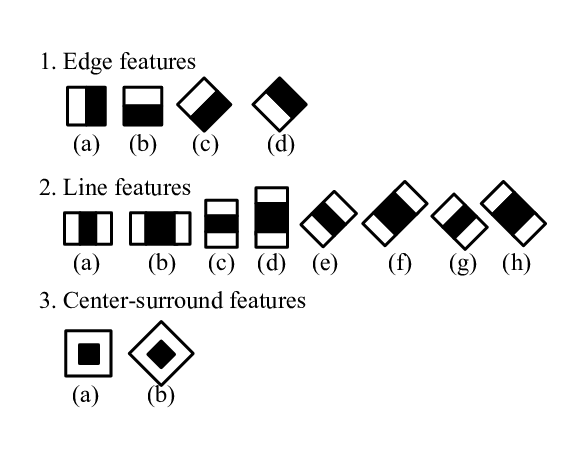 1. Edge features
(a) (b) (c) (d)
2. Line features
(a) (b) (c) (d) (e) (f) (g) (h)
3. Center-surround features
(a) (b)